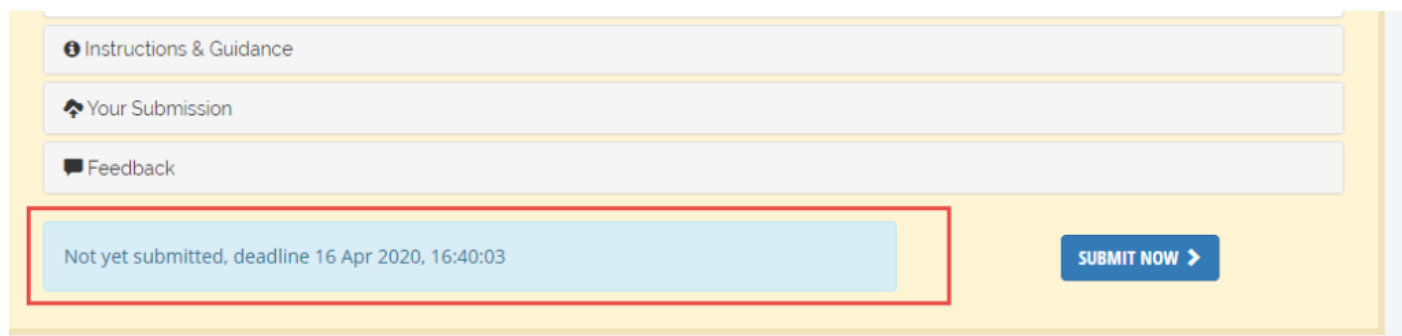 Instructions & Guidance
Your Submission
Feedback
Not yet submitted, deadline 16 Apr 2020, 16:40:03
SUBMIT NOW